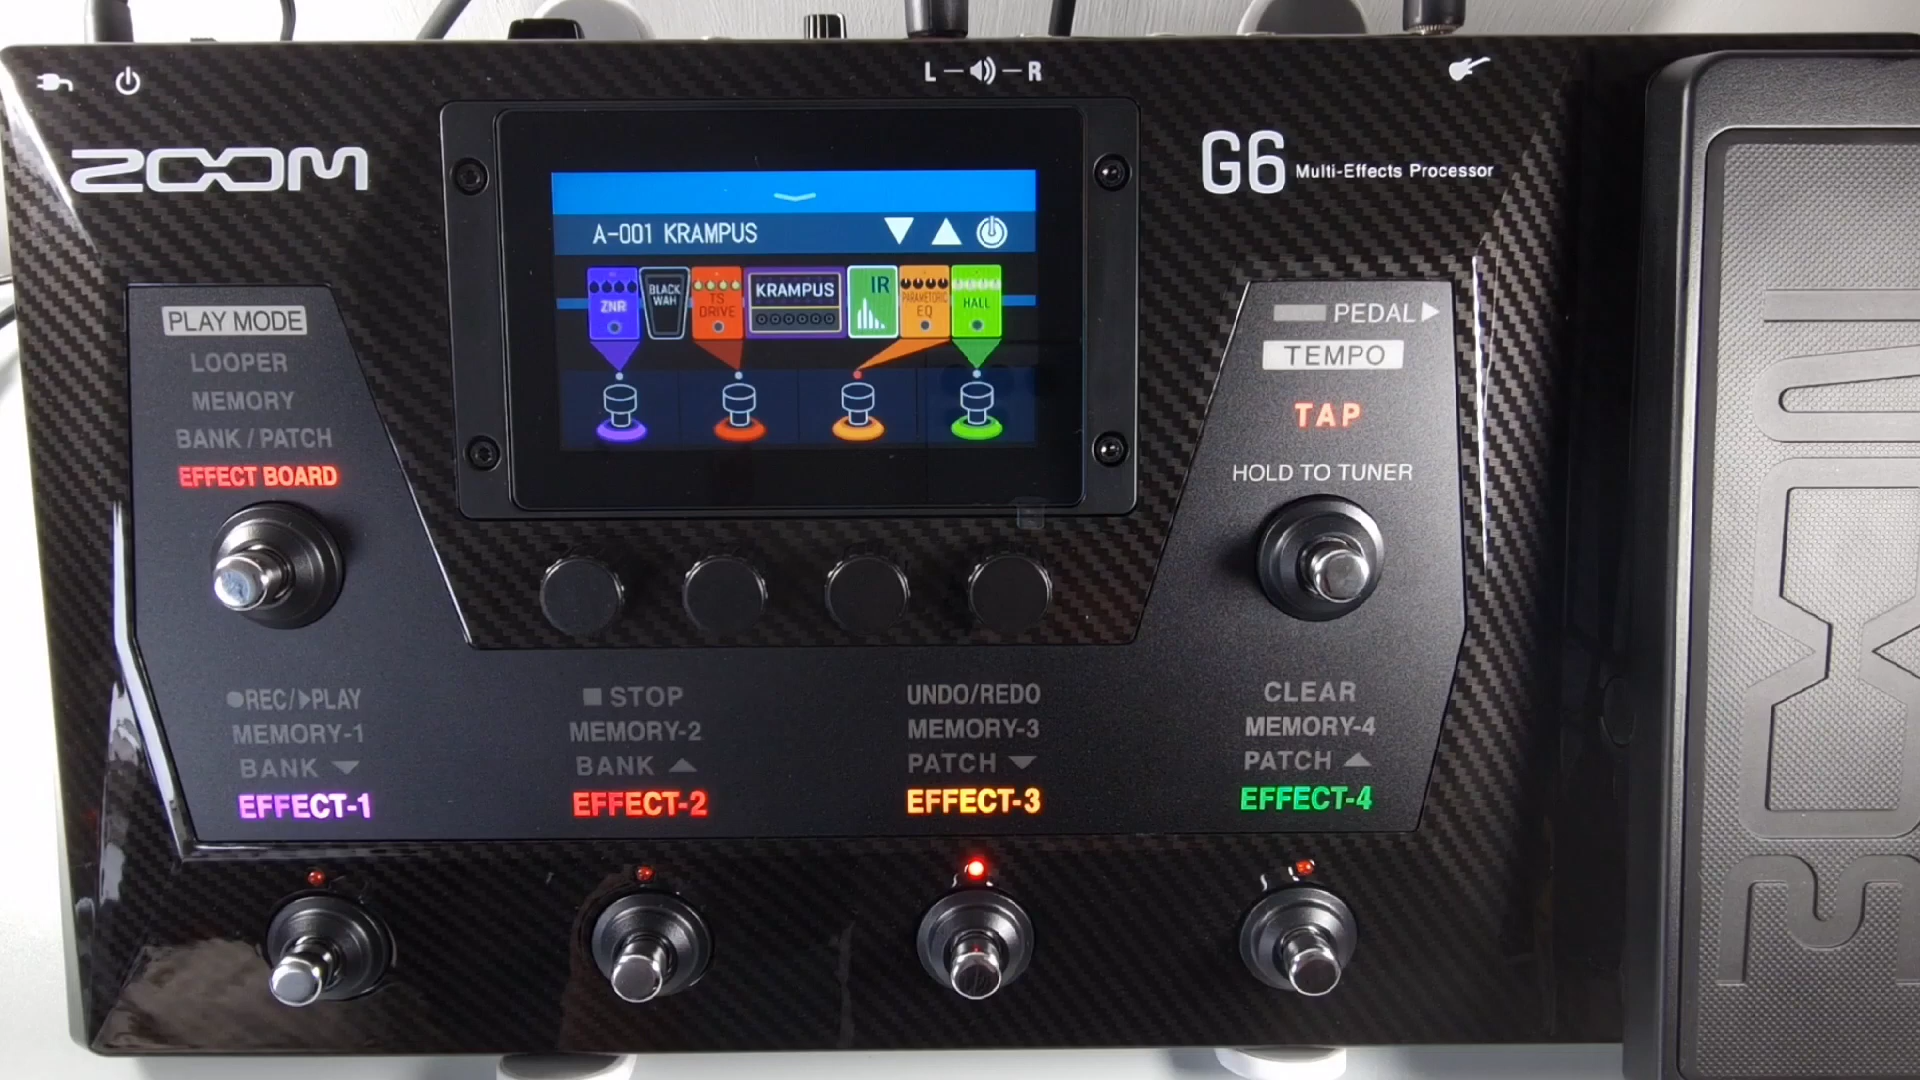 L R
ZOOM
G6 Multi-Effects Processor
A-001 KRAMPUS
ZNR
BLACK
WAH
TS
DRIVE
KRAMPUS
IR
PARAMETORIC
EQ
HALL
PLAY MODE
LOOPER
MEMORY
BANK / PATCH
EFFECT BOARD
PEDAL
TEMPO
TAP
HOLD TO TUNER
REC/PLAY
MEMORY-1
BANK
EFFECT-1
STOP
MEMORY-2
BANK
EFFECT-2
UNDO/REDO
MEMORY-3
PATCH
EFFECT-3
CLEAR
MEMORY-4
PATCH
EFFECT-4
ZOOM